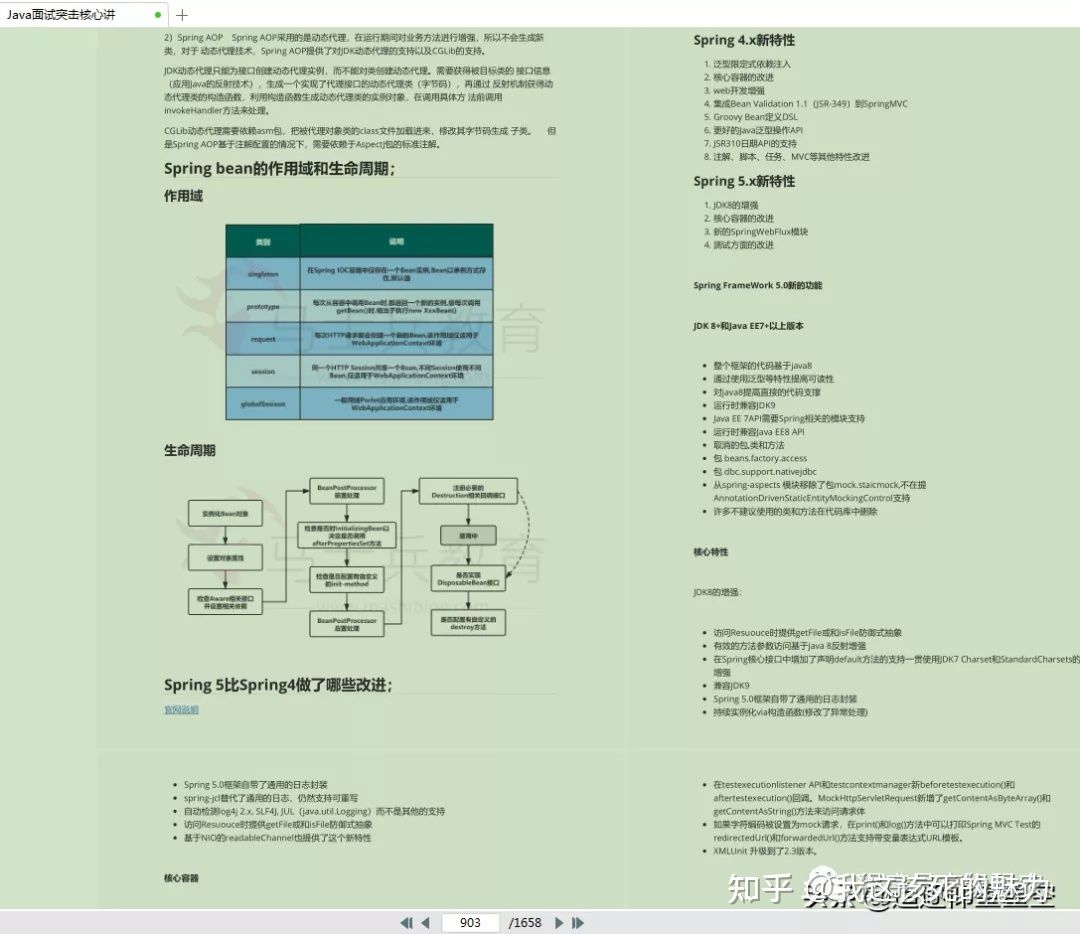 Java面试突击核心讲
2）Spring AOP Spring AOP采用的是动态代理，在运行期间对业务方法进行增强，所以不会生成新
类，对于 动态代理技术，Spring AOP提供了对JDK动态代理的支持以及CGLib的支持。
JDK动态代理只能为接口创建动态代理实例，而不能对类创建动态代理。需要获得被目标类的 接口信息
（应用Java的反射技术），生成一个实现了代理接口的动态代理类（字节码），再通过 反射机制获得动
态代理类的构造函数，利用构造函数生成动态代理类的实例对象，在调用具体方 法前调用
invokeHandler方法来处理。
CGLib动态代理需要依赖asm包，把被代理对象类的class文件加载进来，修改其字节码生成 子类。 但
是Spring AOP基于注解配置的情况下，需要依赖于AspectJ包的标准注解。
Spring bean的作用域和生命周期；
作用域
类别 说明
singleton 在Spring IOC容器中仅存在一个Bean实例,Bean以单例方式存
在,默认值
prototype 每次从容器中调用Bean时,都返回一个新的实例,即每次调用
getBean()时,相当于执行new XxxBean()
request 每次HTTP请求都会创建一个新的Bean,该作用域仅适用于
WebApplicationContext环境
session 同一个HTTP Session共享一个Bean,不同Session使用不同
Bean,仅适用于WebApplicationContext环境
globalSession 一般用于Portlet应用环境,该作用域仅适用于
WebApplicationContext环境
马士兵教育
生命周期
实例化Bean对象
设置对象属性
检查Aware相关接口
并设置相关依赖
BeanPostProcessor
前置处理
检查是否时InitializingBean以
决定是否调用
afterPropertiesSet方法
检查是否配置有自定义
的init-method
BeanPostProcessor
后置处理
注册必要的
Destruction相关回调接口
使用中
是否实现
DisposableBean接口
是否配置有自定义的
destroy方法
马士兵教育
www.mashibing.com
Spring 5比Spring4做了哪些改进；
官网说明
Spring 4.x新特性
1. 泛型限定式依赖注入
2. 核心容器的改进
3. web开发增强
4. 集成Bean Validation 1.1（JSR-349）到SpringMVC
5. Groovy Bean定义DSL
6. 更好的Java泛型操作API
7. JSR310日期API的支持
8. 注解、脚本、任务、MVC等其他特性改进
Spring 5.x新特性
1. JDK8的增强
2. 核心容器的改进
3. 新的SpringWebFlux模块
4. 测试方面的改进
Spring FrameWork 5.0新的功能
JDK 8+和Java EE7+以上版本
整个框架的代码基于java8
通过使用泛型等特性提高可读性
对java8提高直接的代码支撑
运行时兼容JDK9
Java EE 7API需要Spring相关的模块支持
运行时兼容Java EE8 API
取消的包,类和方法
包 beans.factory.access
包 dbc.support.nativejdbc
从spring-aspects 模块移除了包mock.staicmock,不在提
AnnotationDrivenStaticEntityMockingControl支持
许多不建议使用的类和方法在代码库中删除
核心特性
JDK8的增强：
访问Resuouce时提供getFile或和isFile防御式抽象
有效的方法参数访问基于java 8反射增强
在Spring核心接口中增加了声明default方法的支持一贯使用JDK7 Charset和StandardCharsets的
增强
兼容JDK9
Spring 5.0框架自带了通用的日志封装
持续实例化via构造函数(修改了异常处理)
Spring 5.0框架自带了通用的日志封装
spring-jcl替代了通用的日志，仍然支持可重写
自动检测log4j 2.x, SLF4J, JUL（java.util.Logging）而不是其他的支持
访问Resuouce时提供getFile或和isFile防御式抽象
基于NIO的readableChannel也提供了这个新特性
核心容器
在testexecutionlistener API和testcontextmanager新beforetestexecution()和
aftertestexecution()回调。MockHttpServletRequest新增了getContentAsByteArray()和
getContentAsString()方法来访问请求体
如果字符编码被设置为mock请求，在print()和log()方法中可以打印Spring MVC Test的
redirectedUrl()和forwardedUrl()方法支持带变量表达式URL模板。
XMLUnit 升级到了2.3版本。
知乎
903 /1658